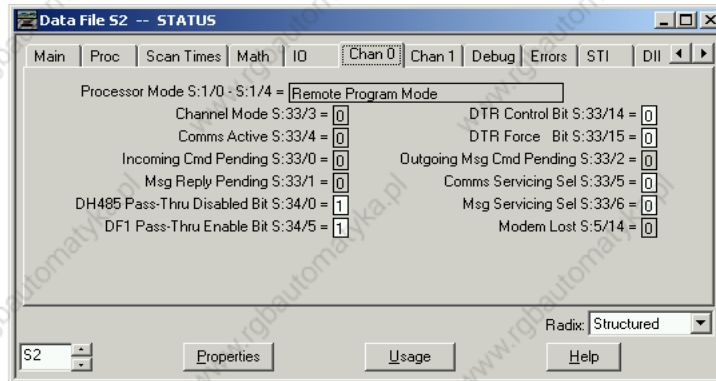 Data File S2 -- STATUS
Main Proc Scan Times Math IO Chan 0 Chan 1 Debug Errors STI DII
Processor Mode S:1/0 - S:1/4 = Remote Program Mode
Channel Mode S:33/3 = 0 DTR Control Bit S:33/14 = 0
Comms Active S:33/4 = 0 DTR Force Bit S:33/15 = 0
Incoming Cmd Pending S:33/0 = 0 Outgoing Msg Cmd Pending S:33/2 = 0
Msg Reply Pending S:33/1 = 0 Comms Servicing Sel S:33/5 = 0
DH485 Pass-Thru Disabled Bit S:34/0 = 1 Msg Servicing Sel S:33/6 = 0
DF1 Pass-Thru Enable Bit S:34/5 = 1 Modem Lost S:5/14 = 0
Radix: Structured
S2 Properties Usage Help
www.rgbautomatyka.pl